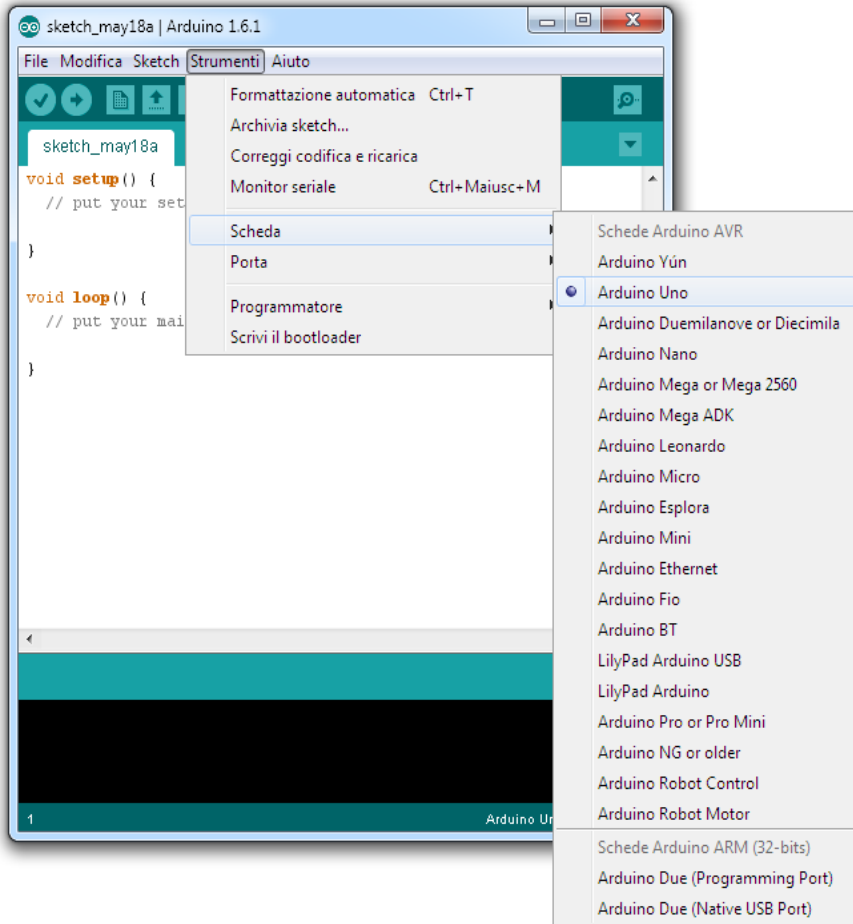 sketch_may18a | Arduino 1.6.1
File Modifica Sketch Strumenti Aiuto
sketch_may18a
void setup() {
// put your set
}
void loop() {
// put your mai
}
Formattazione automatica Ctrl+T
Archivia sketch...
Correggi codifica e ricarica
Monitor seriale Ctrl+Maiusc+M
Scheda
Porta
Programmatore
Scrivi il bootloader
Schede Arduino AVR
Arduino Yún
Arduino Uno
Arduino Duemilanove or Diecimila
Arduino Nano
Arduino Mega or Mega 2560
Arduino Mega ADK
Arduino Leonardo
Arduino Micro
Arduino Esplora
Arduino Mini
Arduino Ethernet
Arduino Fio
Arduino BT
LilyPad Arduino USB
LilyPad Arduino
Arduino Pro or Pro Mini
Arduino NG or older
Arduino Robot Control
Arduino Robot Motor
Schede Arduino ARM (32-bits)
Arduino Due (Programming Port)
Arduino Due (Native USB Port)
1 Arduino Un